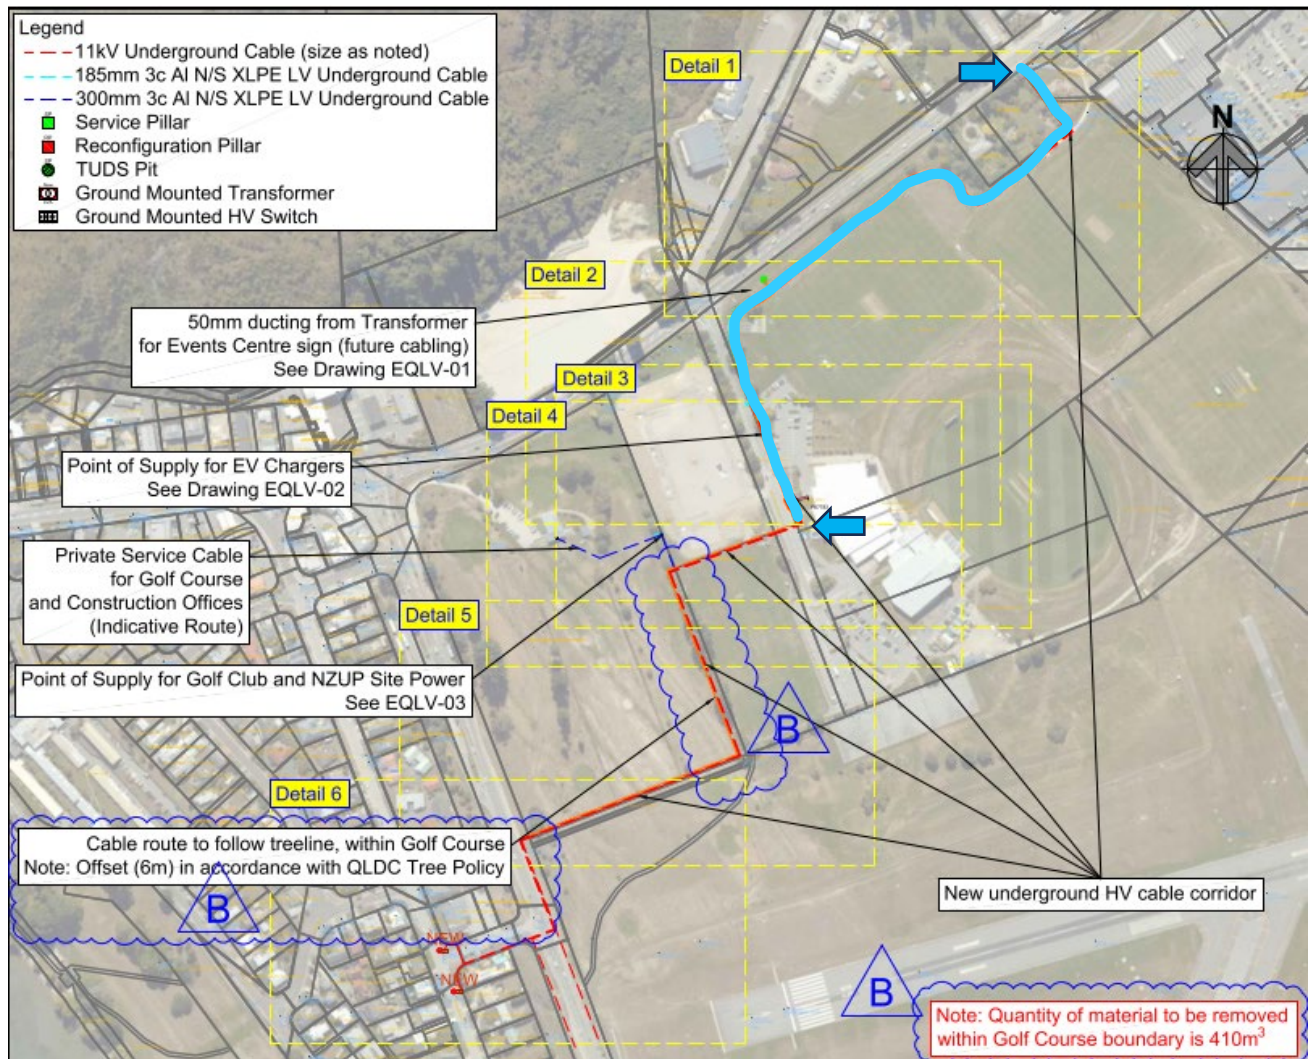 Legend
11kV Underground Cable (size as noted)
185mm 3c Al N/S XLPE LV Underground Cable
300mm 3c Al N/S XLPE LV Underground Cable
Service Pillar
Reconfiguration Pillar
TUDS Pit
Ground Mounted Transformer
Ground Mounted HV Switch
Detail 1
N
Detail 2
50mm ducting from Transformer
for Events Centre sign (future cabling)
See Drawing EQLV-01
Detail 3
Detail 4
Point of Supply for EV Chargers
See Drawing EQLV-02
Private Service Cable
for Golf Course
and Construction Offices
(Indicative Route)
Detail 5
Point of Supply for Golf Club and NZUP Site Power
See EQLV-03
B
Detail 6
Cable route to follow treeline, within Golf Course
Note: Offset (6m) in accordance with QLDC Tree Policy
B
New underground HV cable corridor
NEW
NEW
B
Note: Quantity of material to be removed
within Golf Course boundary is 410m³